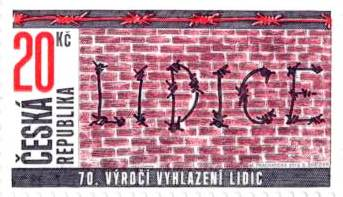 20 Kč
ČESKÁ
REPUBLIKA
LIDICE
70. VÝROČÍ VYHLAZENÍ LIDIC